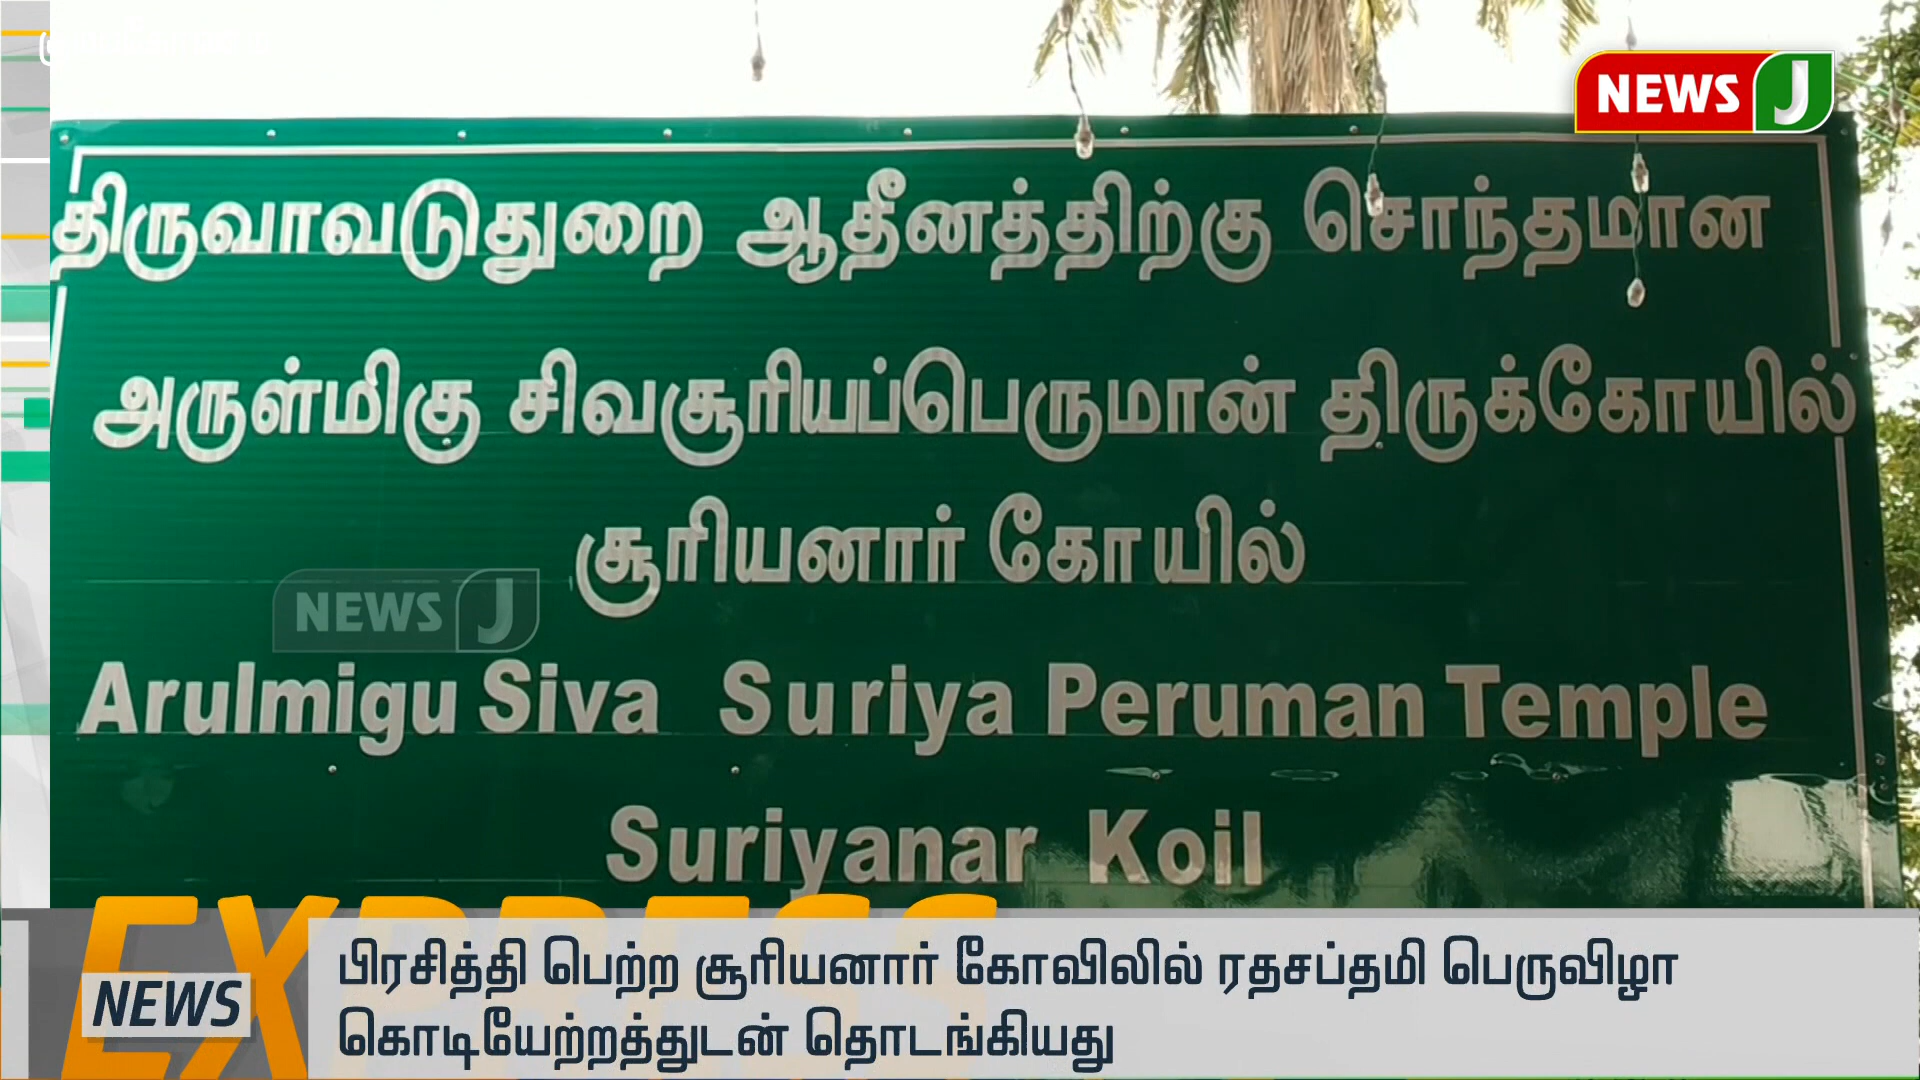 NEWS J
திருவாவடுதுறை ஆதீனத்திற்கு சொந்தமான
அருள்மிகு சிவசூரியப்பெருமான் திருக்கோயில்
சூரியனார் கோயில்
NEWS J
Arulmigu Siva Suriya Peruman Temple
Suriyanar Koil
EXPRESS
NEWS
பிரசித்தி பெற்ற சூரியனார் கோவிலில் ரதசப்தமி பெருவிழா
கொடியேற்றத்துடன் தொடங்கியது